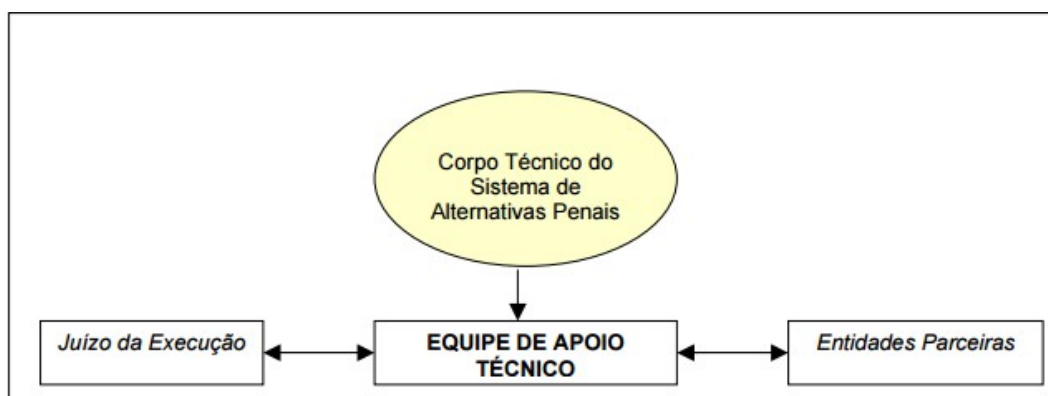 Corpo Técnico do
Sistema de
Alternativas Penais
Juízo da Execução
EQUIPE DE APOIO
TÉCNICO
Entidades Parceiras